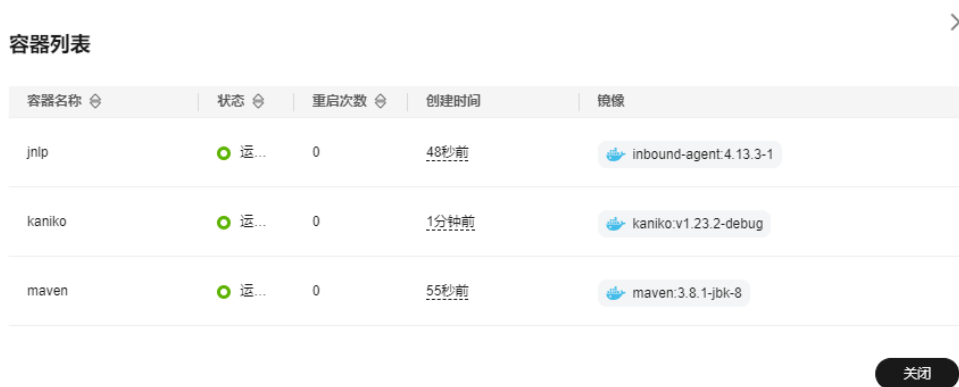 容器列表
容器名称 状态 重启次数 创建时间 镜像
jnlp 运... 0 48秒前 inbound-agent:4.13.3-1
kaniko 运... 0 1分钟前 kaniko:v1.23.2-debug
maven 运... 0 55秒前 maven:3.8.1-jbk-8
关闭